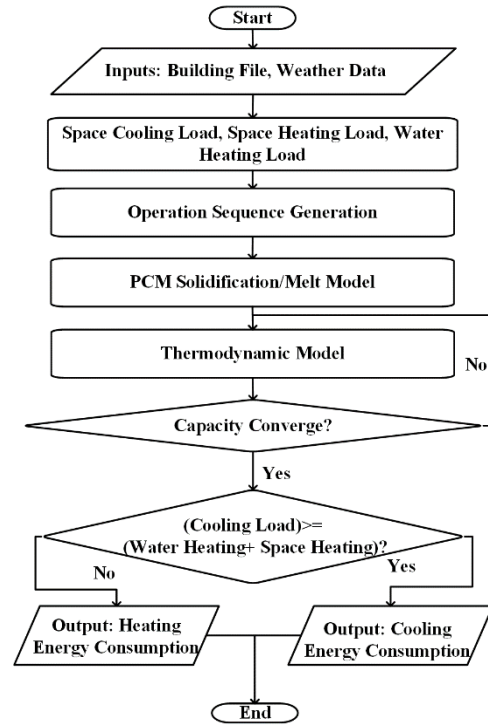 Start
Inputs: Building File, Weather Data
Space Cooling Load, Space Heating Load, Water
Heating Load
Operation Sequence Generation
PCM Solidification/Melt Model
Thermodynamic Model
No
Capacity Converge?
Yes
(Cooling Load)>=
(Water Heating+ Space Heating)?
No
Yes
Output: Heating
Energy Consumption
Output: Cooling
Energy Consumption
End